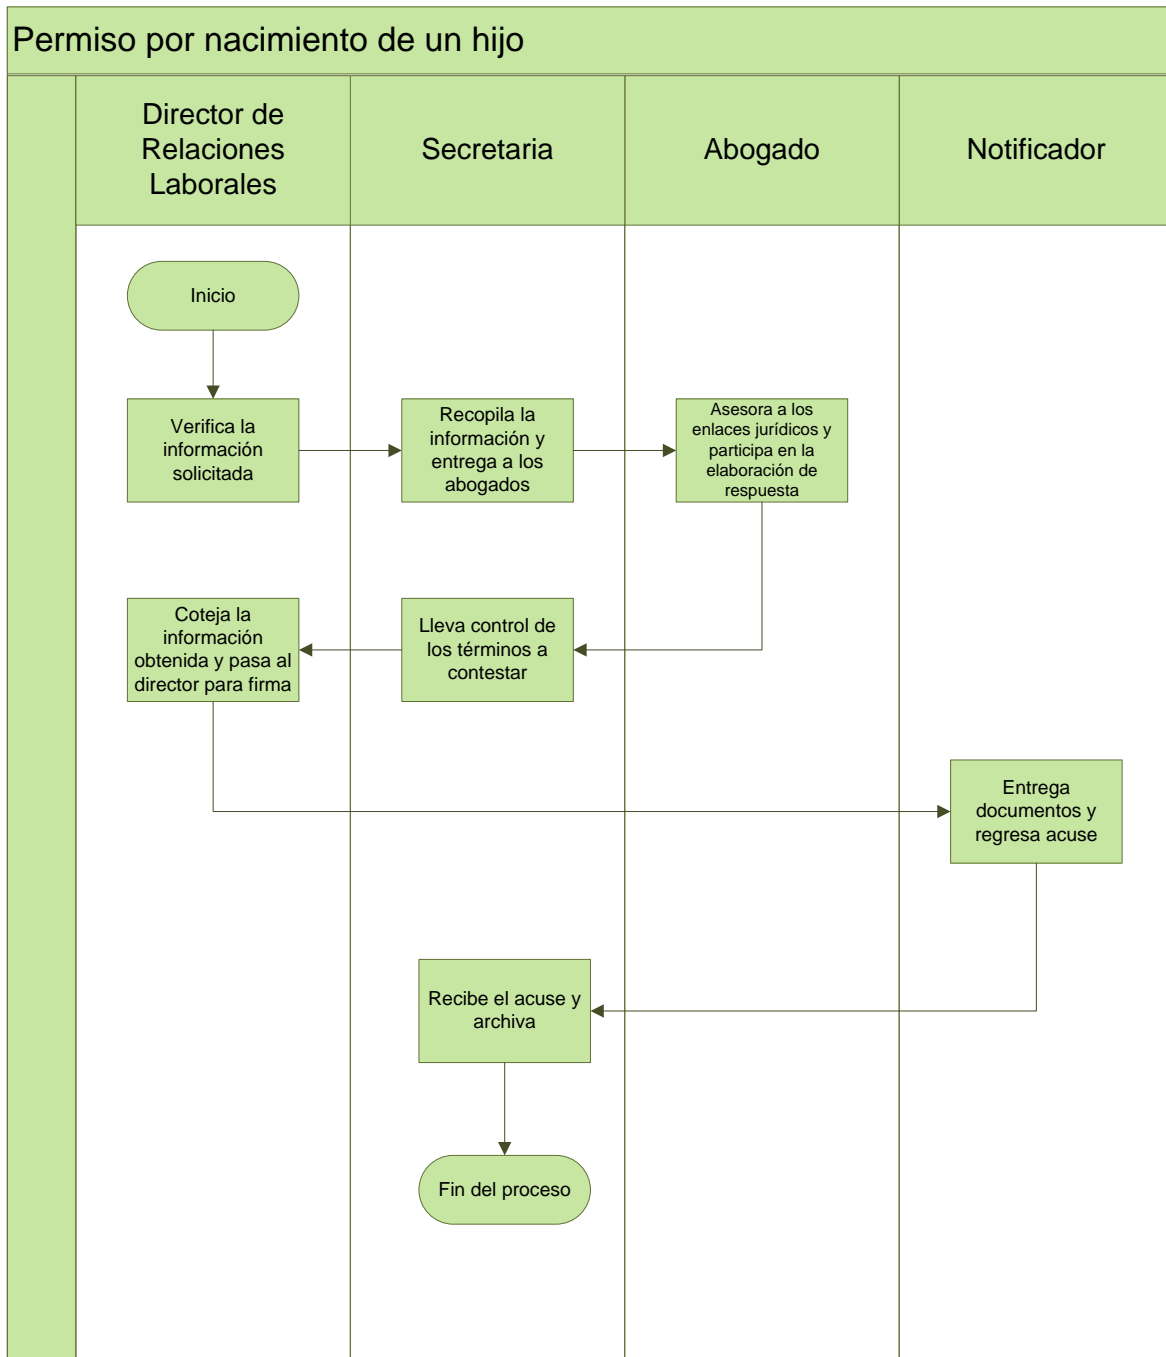 Permiso por nacimiento de un hijo
Director de
Relaciones
Laborales
Secretaria
Abogado
Notificador
Inicio
Verifica la
información
solicitada
Recopila la
información y
entrega a los
abogados
Asesora a los
enlaces jurídicos y
participa en la
elaboración de
respuesta
Coteja la
información
obtenida y pasa al
director para firma
Lleva control de
los términos a
contestar
Entrega
documentos y
regresa acuse
Recibe el acuse y
archiva
Fin del proceso